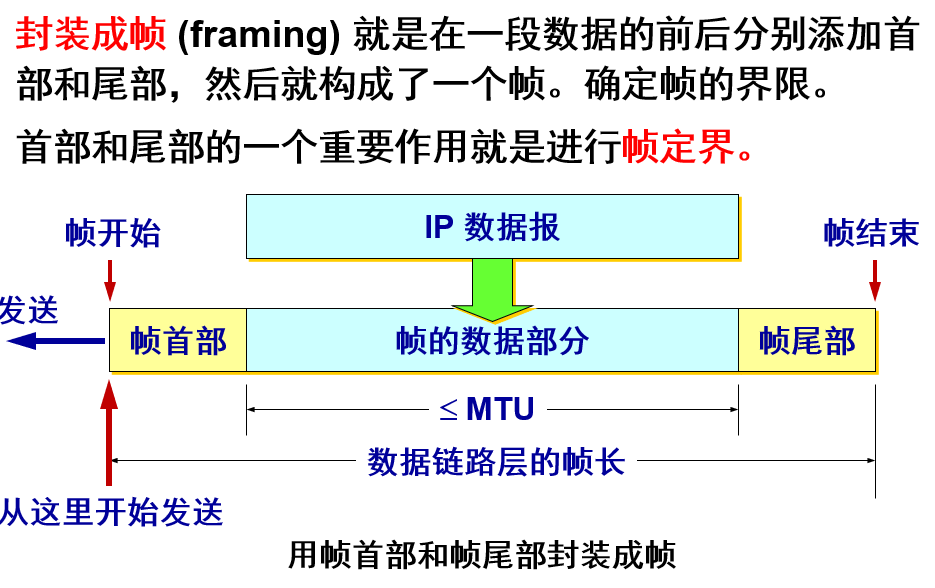 封装成帧 (framing) 就是在一段数据的前后分别添加首
部和尾部，然后就构成了一个帧。确定帧的界限。
首部和尾部的一个重要作用就是进行帧定界。
IP 数据报
帧开始
帧结束
发送
帧首部
帧的数据部分
帧尾部
≤ MTU
数据链路层的帧长
从这里开始发送
用帧首部和帧尾部封装成帧